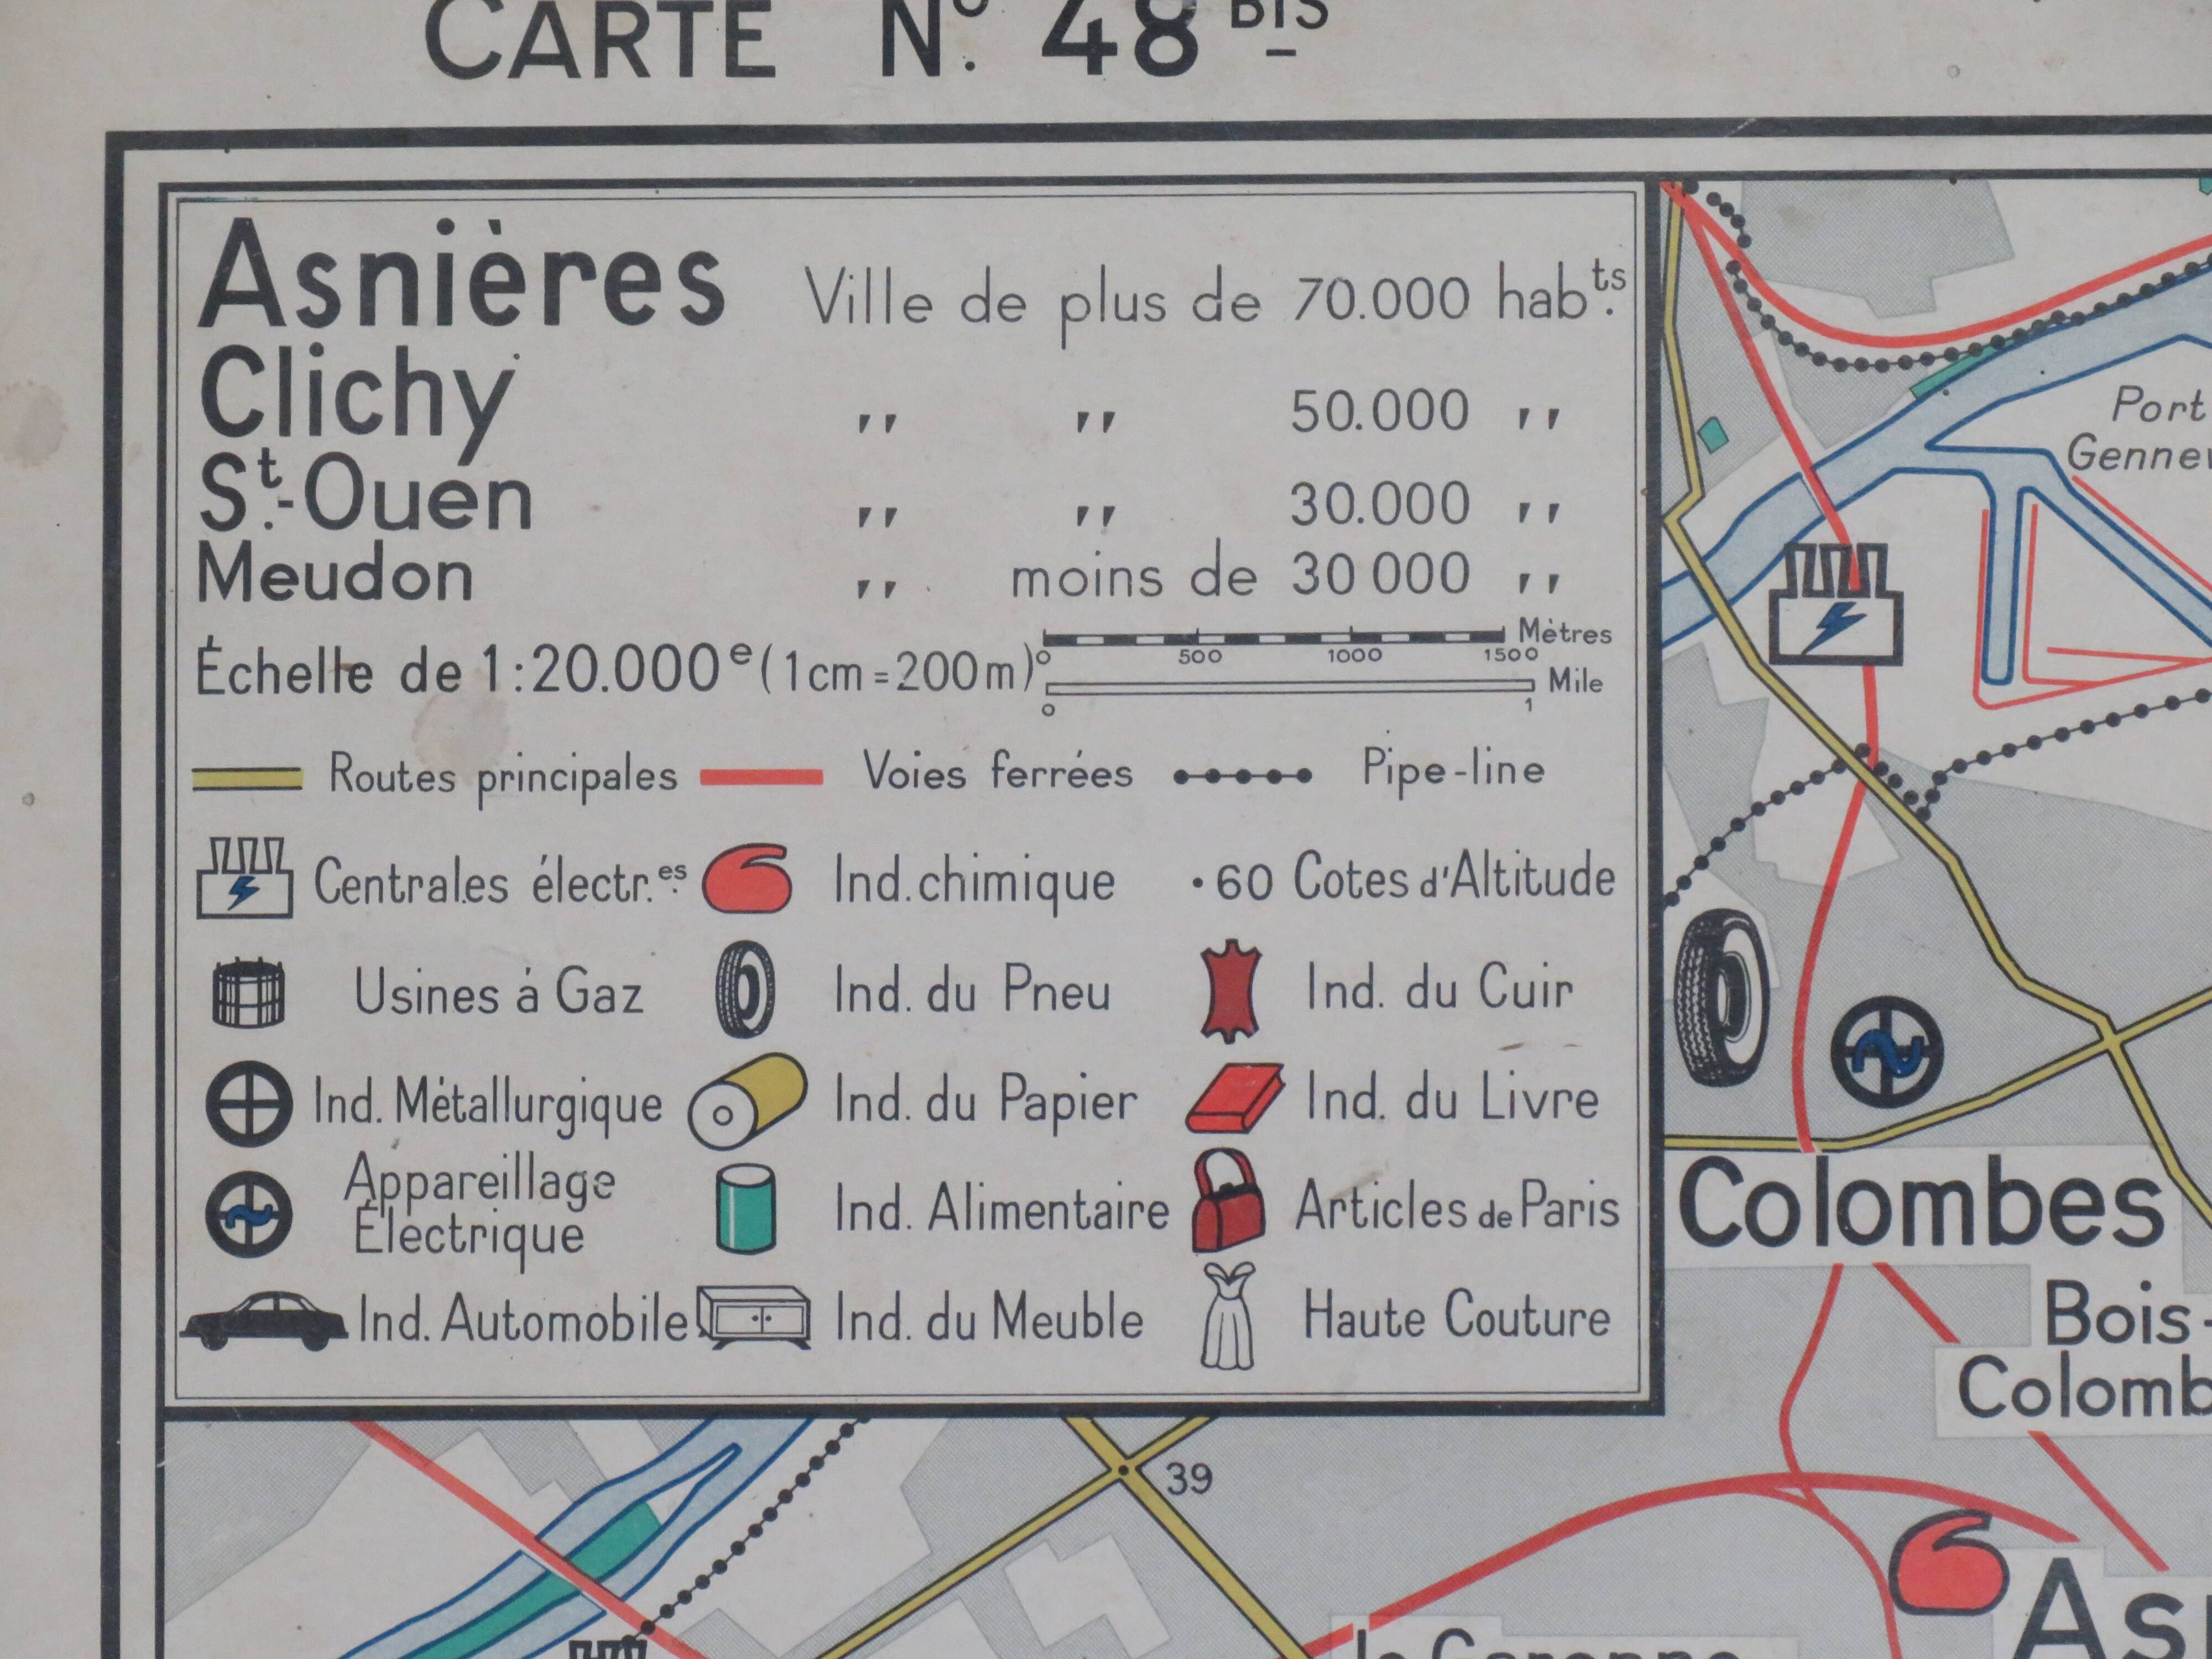 CARTE Nº. 48 BIS
Asnières Ville de plus de 70.000 habts.
Clichy ,, ,, 50.000 ,,
St.-Ouen ,, ,, 30.000 ,,
Meudon ,, moins de 30 000 ,,
Échelle de 1:20.000e (1cm=200m)
0 500 1000 1500 Mètres
0 1 Mile
Routes principales Voies ferrées Pipe-line
Centrales électr.es Ind. chimique • 60 Cotes d'Altitude
Usines à Gaz Ind. du Pneu Ind. du Cuir
Ind. Métallurgique Ind. du Papier Ind. du Livre
Appareillage
Électrique Ind. Alimentaire Articles de Paris
Ind. Automobile Ind. du Meuble Haute Couture
Port
Colombes
Bois-
39